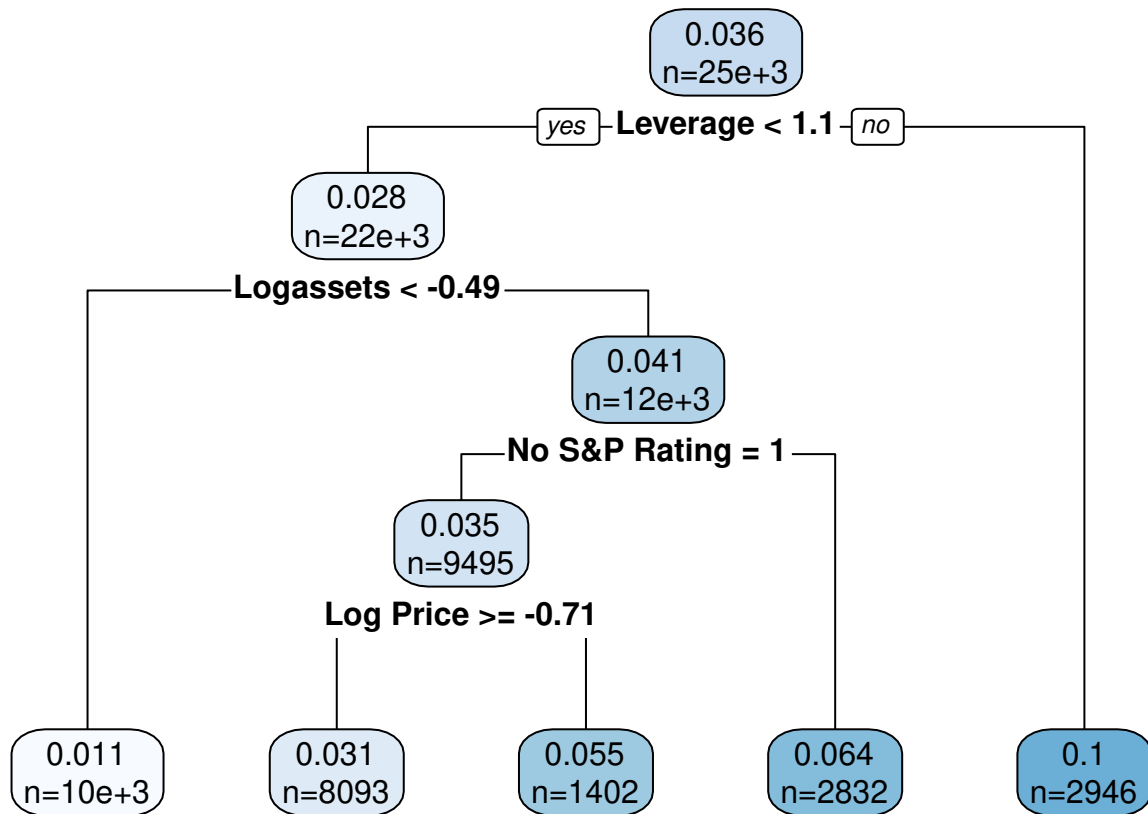 0.036
n=25e+3
yes
Leverage < 1.1
no
0.028
n=22e+3
Logassets < -0.49
0.041
n=12e+3
No S&P Rating = 1
0.035
n=9495
Log Price >= -0.71
0.011
n=10e+3
0.031
n=8093
0.055
n=1402
0.064
n=2832
0.1
n=2946